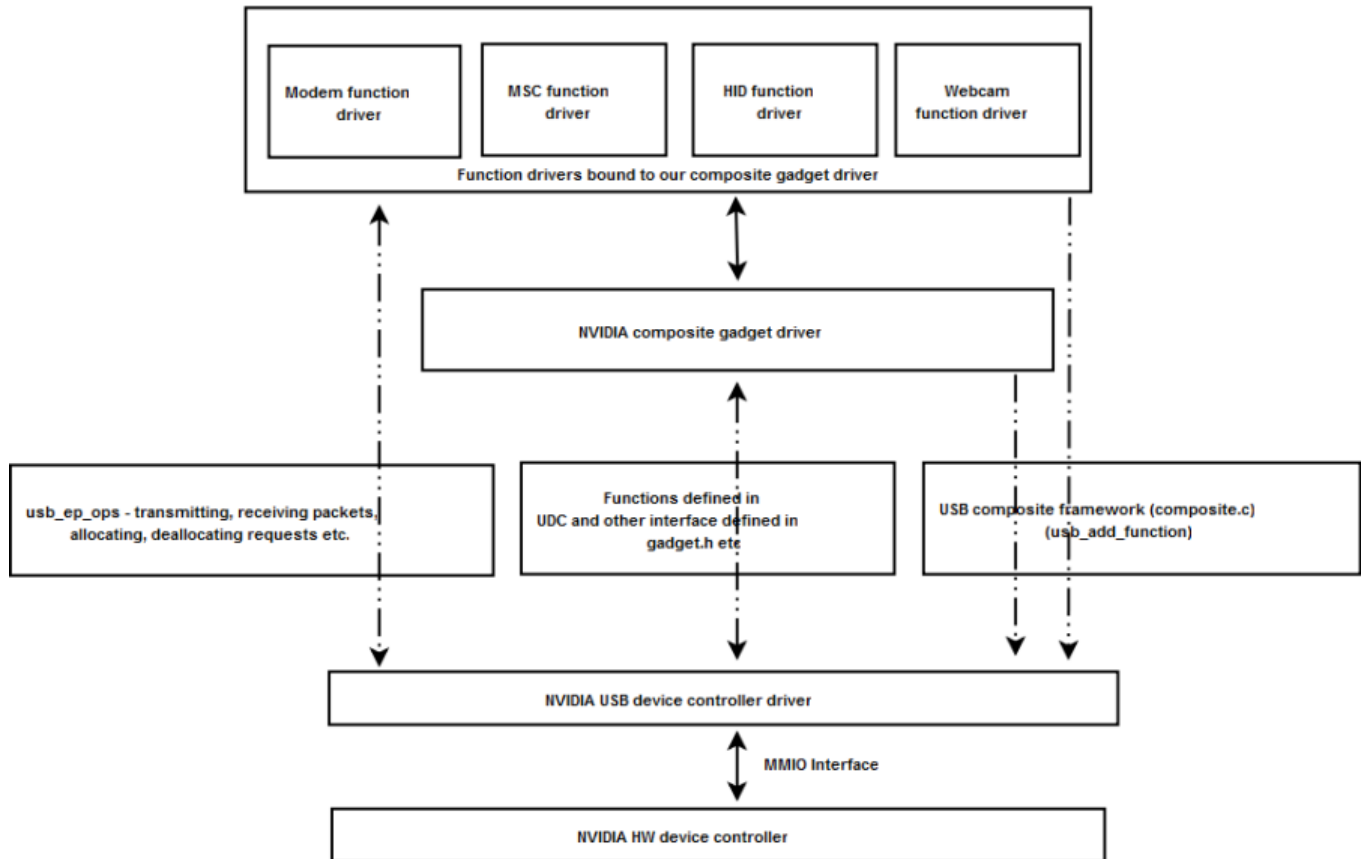 Modem function
driver
MSC function
driver
HID function
driver
Webcam
function driver
Function drivers bound to our composite gadget driver
NVIDIA composite gadget driver
usb_ep_ops - transmitting, receiving packets,
allocating, deallocating requests etc.
Functions defined in
UDC and other interface defined in
gadget.h etc
USB composite framework (composite.c)
(usb_add_function)
NVIDIA USB device controller driver
MMIO Interface
NVIDIA HW device controller